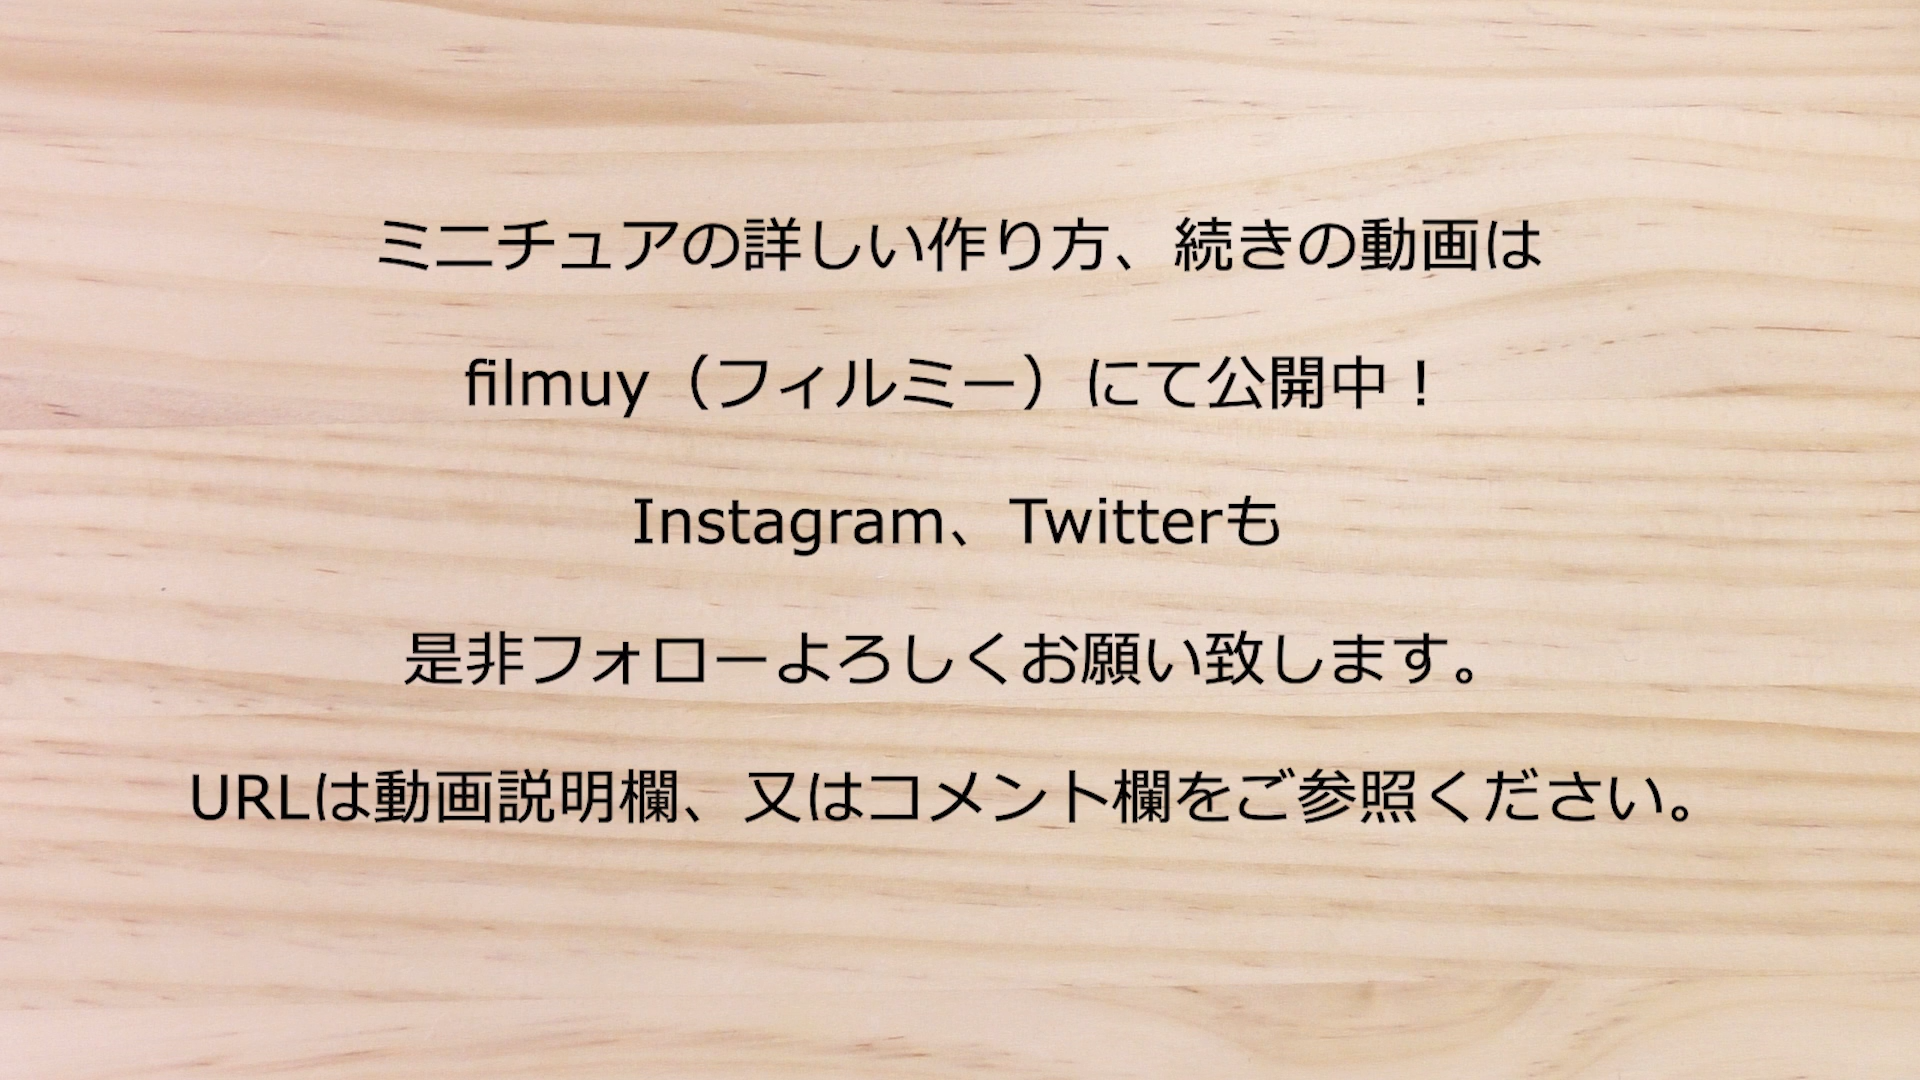 ミニチュアの詳しい作り方、続きの動画は
filmuy（フィルミー）にて公開中！
Instagram、Twitterも
是非フォローよろしくお願い致します。
URLは動画説明欄、又はコメント欄をご参照ください。